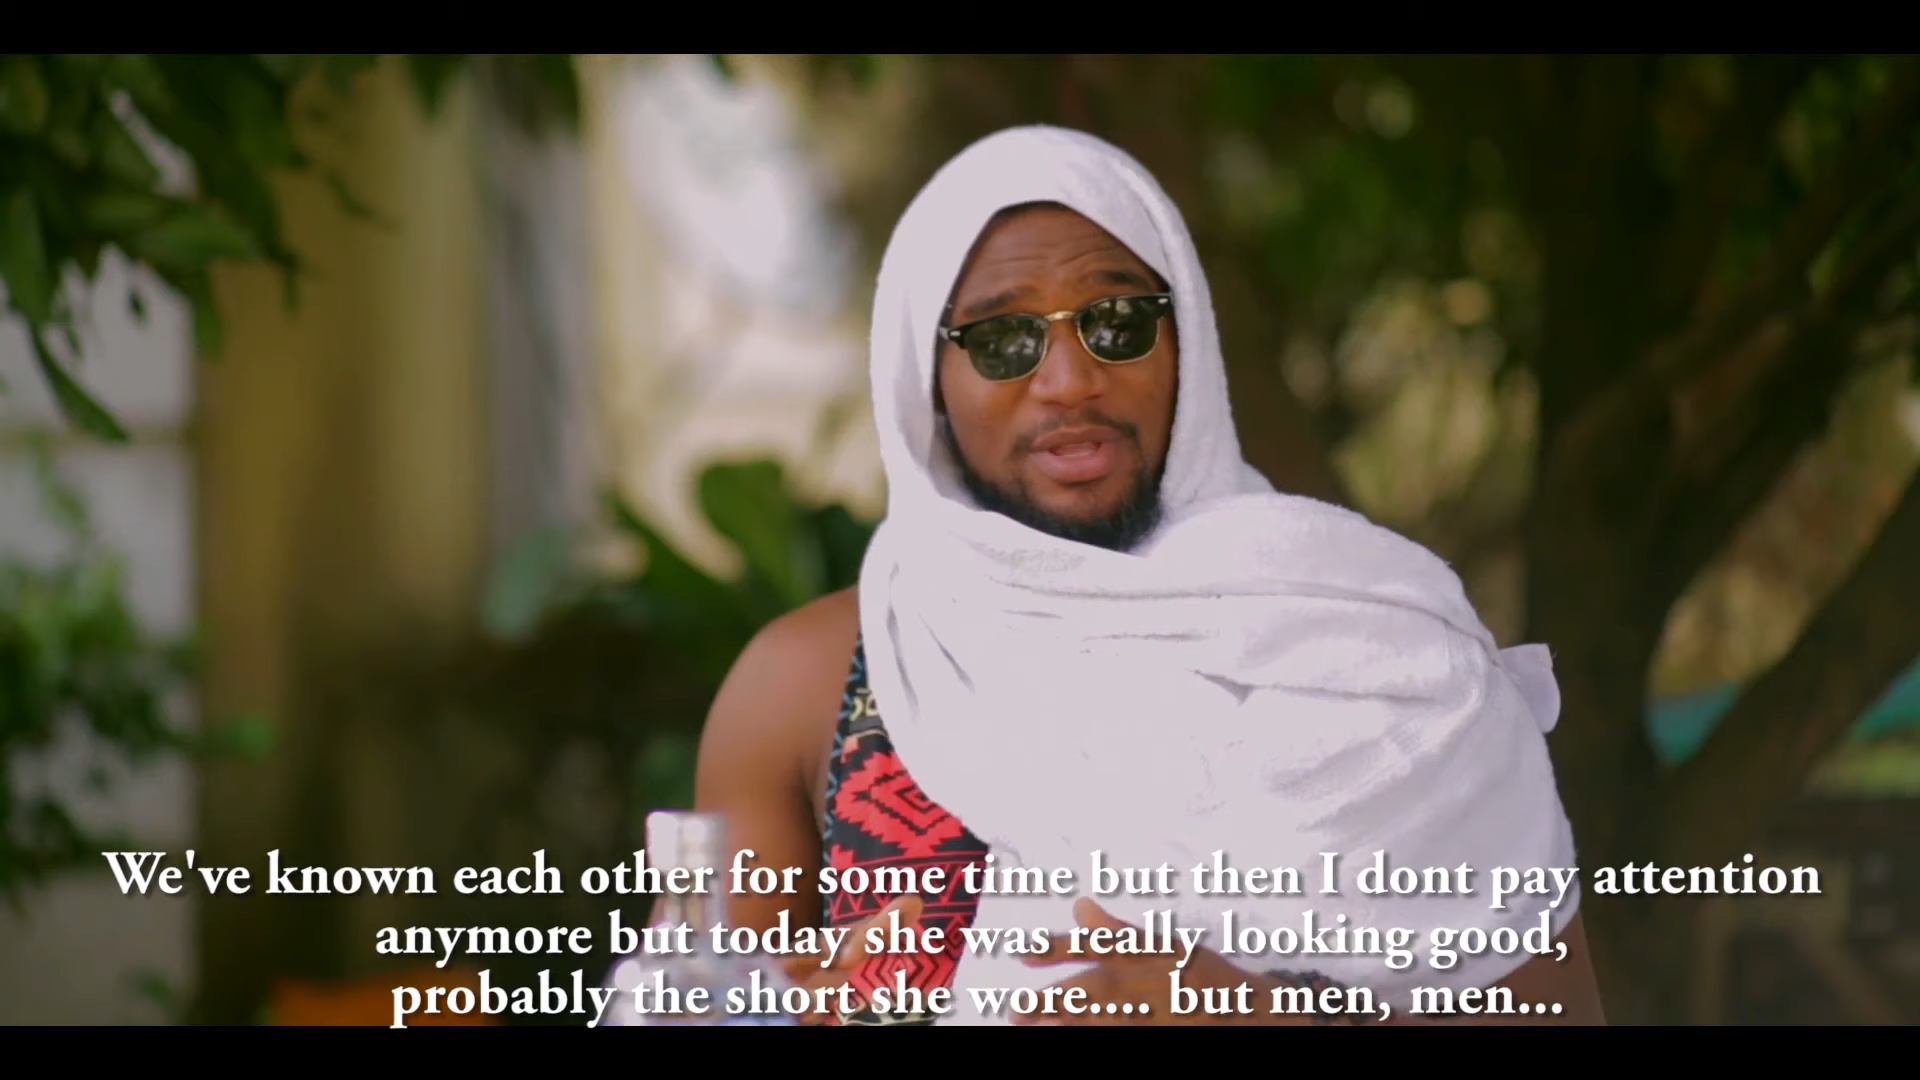 We've known each other for some time but then I dont pay attention
anymore but today she was really looking good,
probably the short she wore.... but men, men...